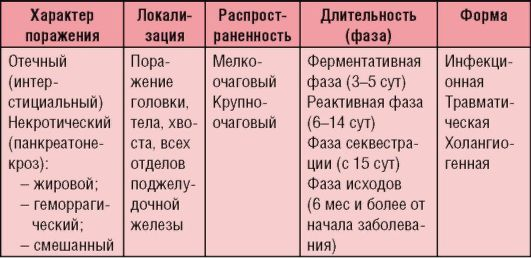 Характер
поражения
Локали-
зация
Распрост-
раненность
Длительность
(фаза)
Форма
Отечный
(интер-
стициальный)
Некротический
(панкреатоне-
кроз):
– жировой;
– геморраги-
ческий;
– смешанный
Пора-
жение
головки,
тела, хво-
ста, всех
отделов
поджелу-
дочной
железы
Мелко-
очаговый
Крупно-
очаговый
Ферментативная
фаза (3–5 сут)
Реактивная фаза
(6–14 сут)
Фаза секвестра-
ции (с 15 сут)
Фаза исходов
(6 мес и более от
начала заболева-
ния)
Инфекци-
онная
Травмати-
ческая
Холангио-
генная